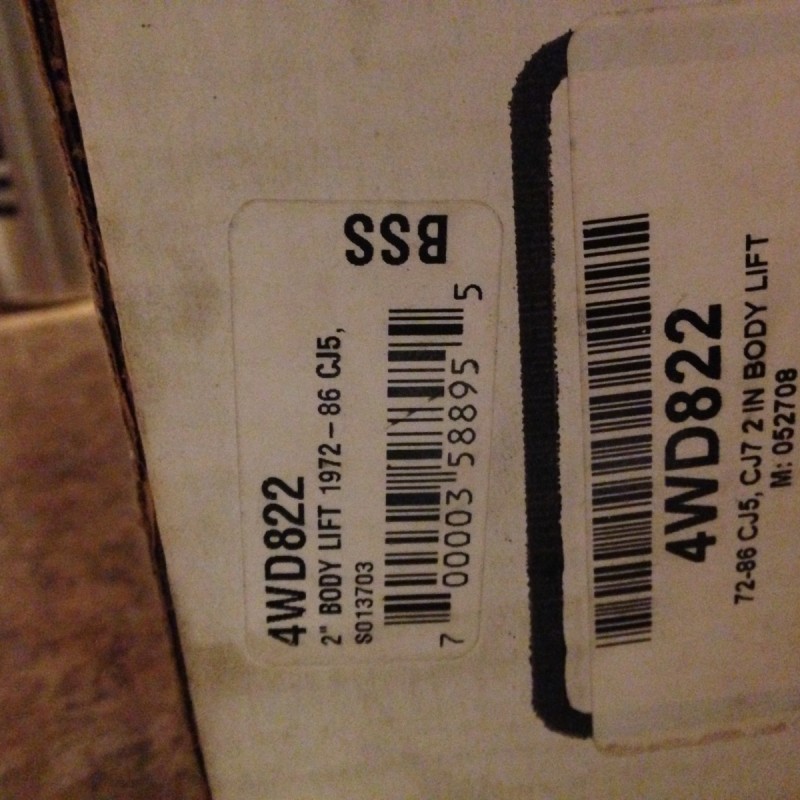 4WD822
2" BODY LIFT 1972-86 CJ5,
S013703
7 00003 58895 5
BSS
4WD822
72-86 CJ5, CJ7 2 IN BODY LIFT
M: 052708